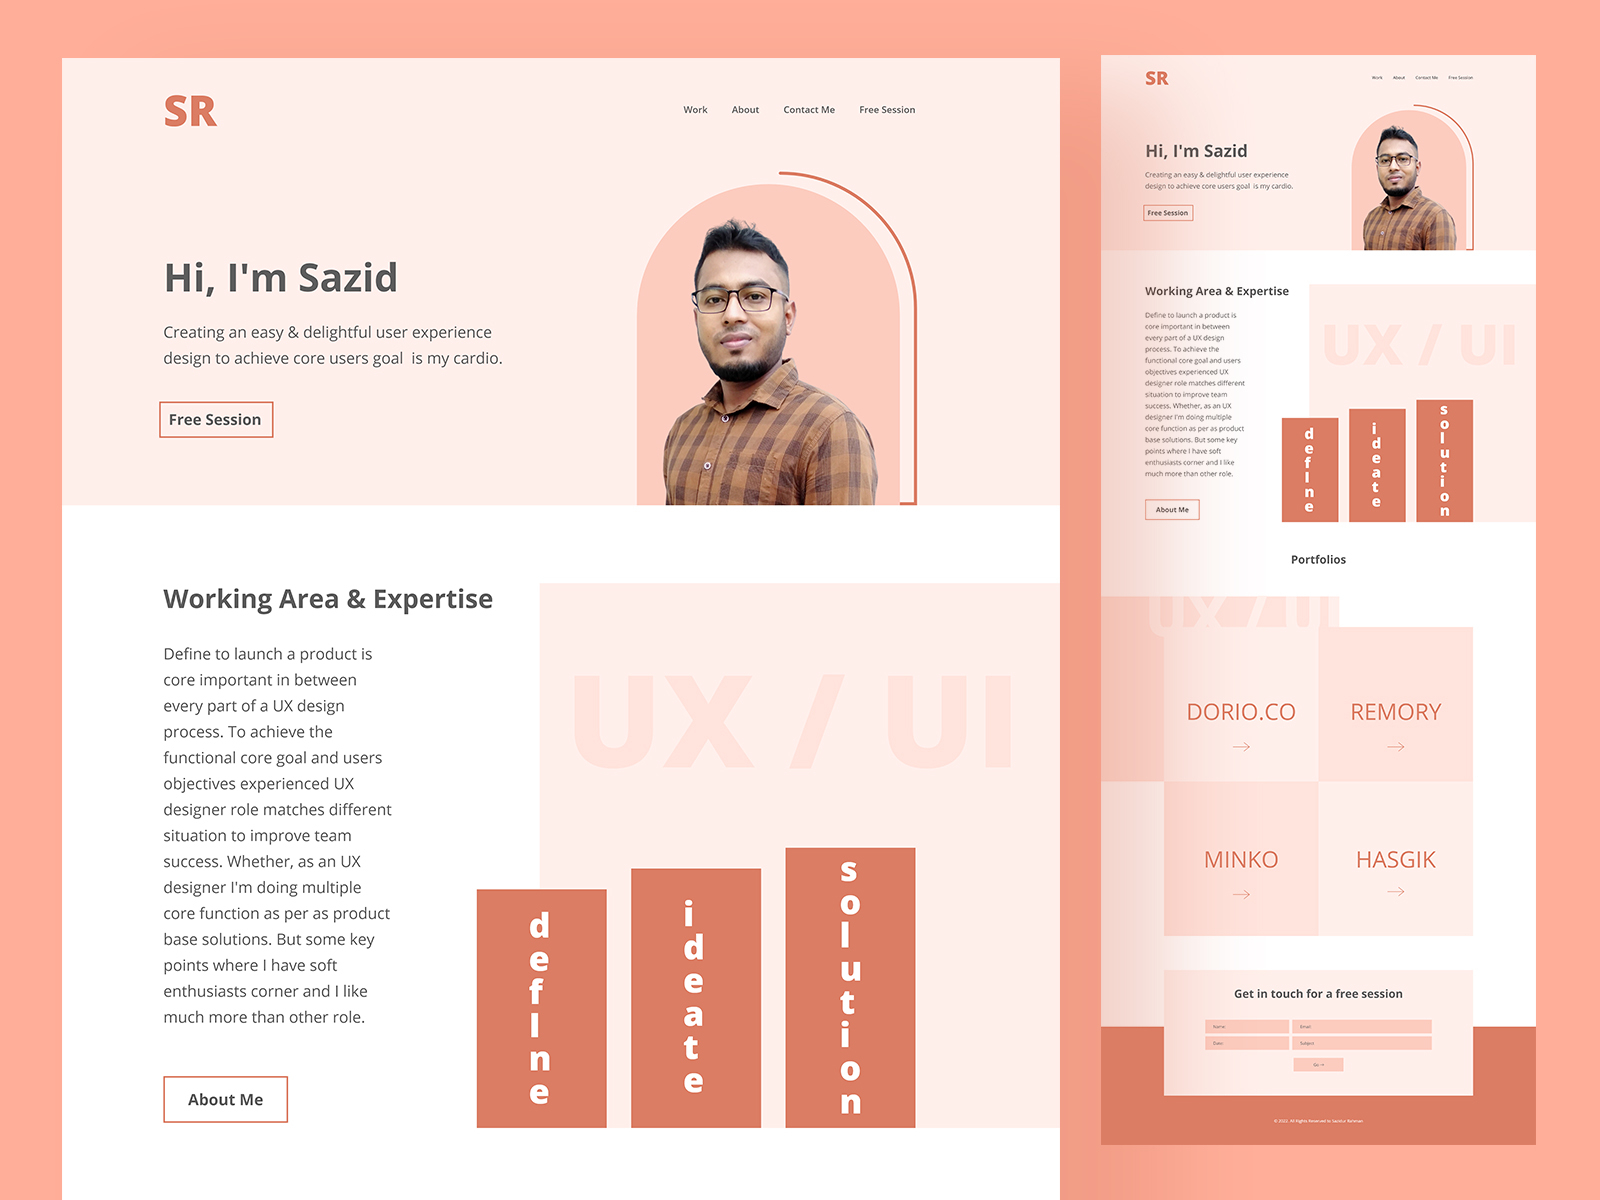 SR
Work About Contact Me Free Session
Hi, I'm Sazid
Creating an easy & delightful user experience
design to achieve core users goal  is my cardio.
Free Session
Working Area & Expertise
Define to launch a product is
core important in between
every part of a UX design
process. To achieve the
functional core goal and users
objectives experienced UX
designer role matches different
situation to improve team
success. Whether, as an UX
designer I'm doing multiple
core function as per as product
base solutions. But some key
points where I have soft
enthusiasts corner and I like
much more than other role.
About Me
UX / UI
defIne
ideate
solution
SR
Work About Contact Me Free Session
Hi, I'm Sazid
Creating an easy & delightful user experience
design to achieve core users goal  is my cardio.
Free Session
Working Area & Expertise
Define to launch a product is
core important in between
every part of a UX design
process. To achieve the
functional core goal and users
objectives experienced UX
designer role matches different
situation to improve team
success. Whether, as an UX
designer I'm doing multiple
core function as per as product
base solutions. But some key
points where I have soft
enthusiasts corner and I like
much more than other role.
About Me
UX / UI
defIne
ideate
solution
Portfolios
UX / UI
DORIO.CO
→
REMORY
→
MINKO
→
HASGIK
→
Get in touch for a free session
Name: Email:
Date: Subject
Go →
© 2022. All Rights Reserved to Sazidur Rahman